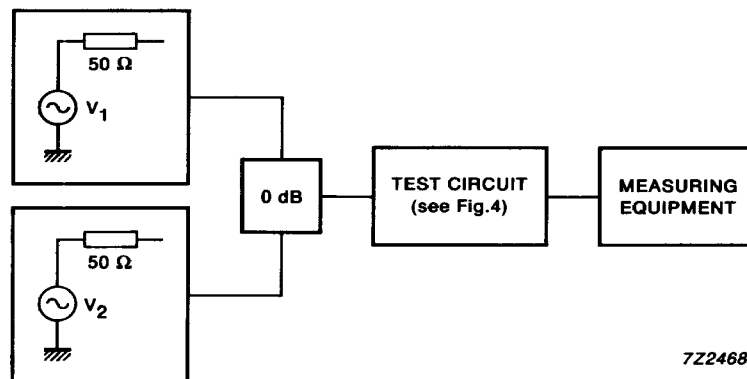 50 Ω
V1
0 dB
TEST CIRCUIT
(see Fig.4)
MEASURING
EQUIPMENT
50 Ω
V2
7Z2468